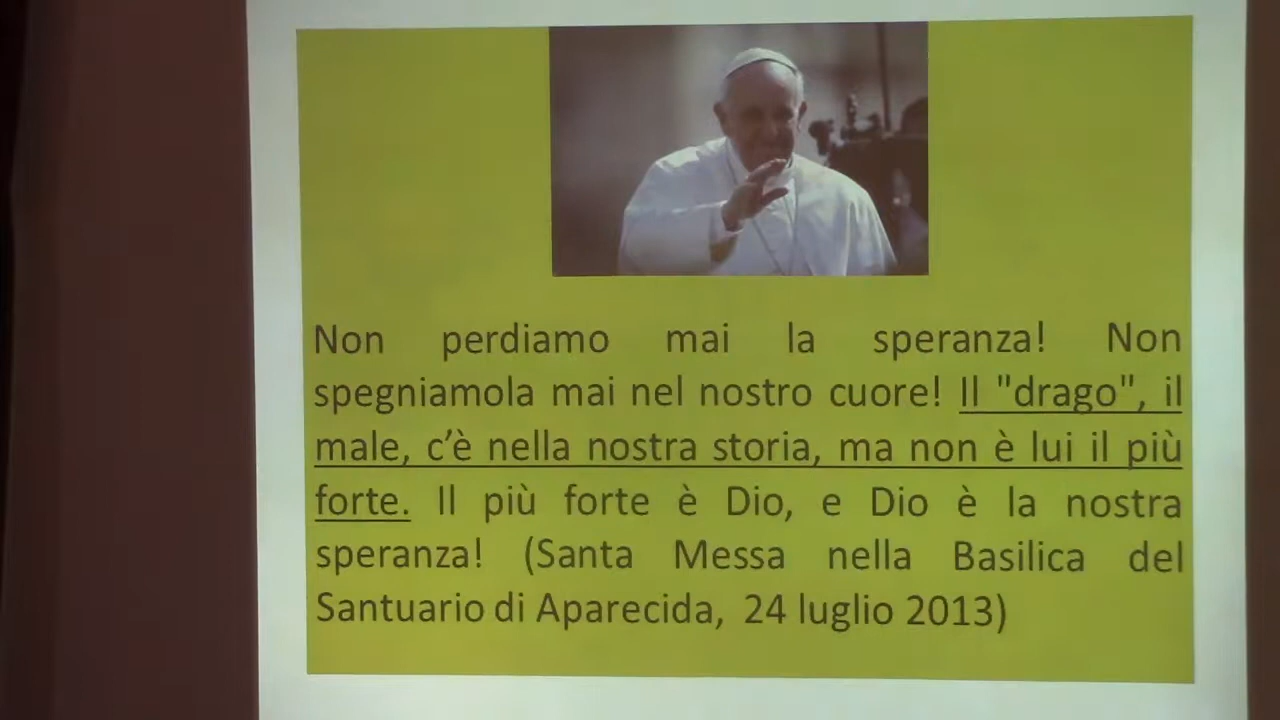 Non perdiamo mai la speranza! Non
spegniamola mai nel nostro cuore! Il "drago", il
male, c’è nella nostra storia, ma non è lui il più
forte. Il più forte è Dio, e Dio è la nostra
speranza! (Santa Messa nella Basilica del
Santuario di Aparecida, 24 luglio 2013)